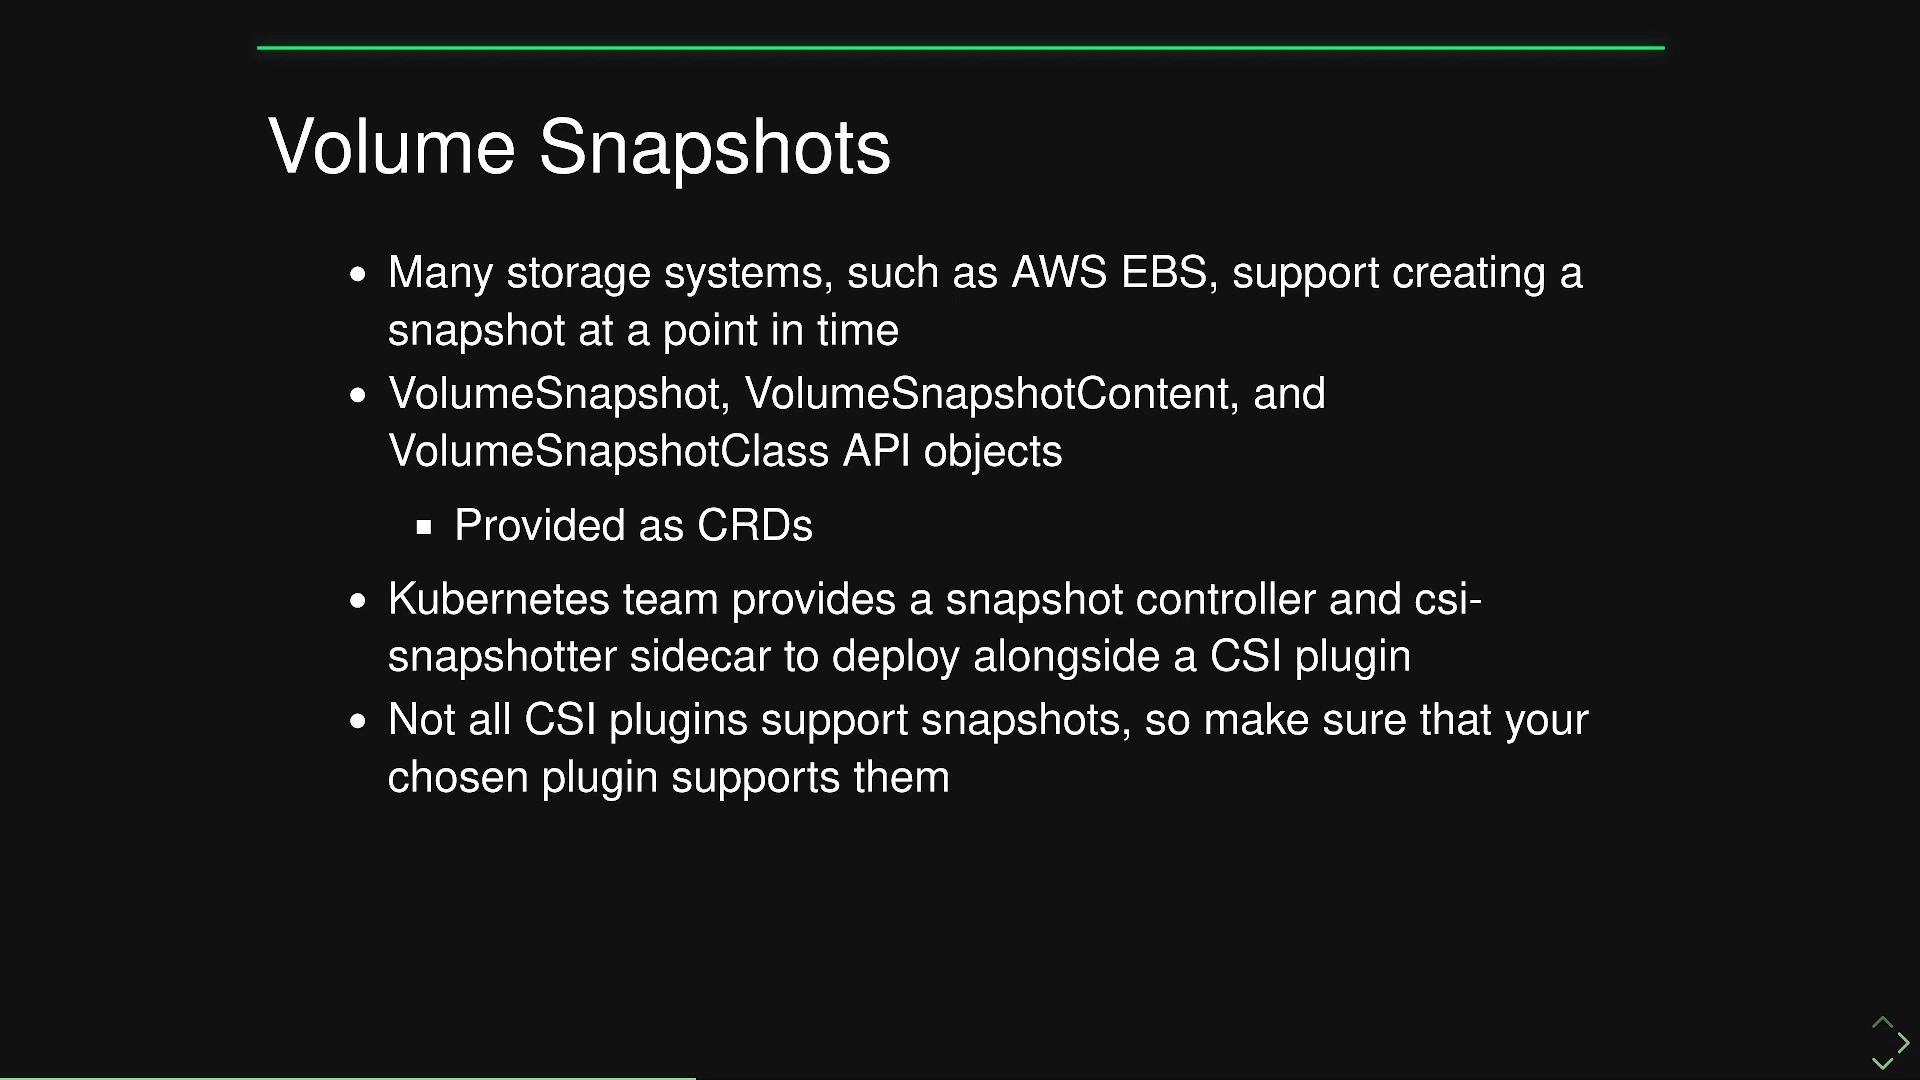 Volume Snapshots
Many storage systems, such as AWS EBS, support creating a
snapshot at a point in time
VolumeSnapshot, VolumeSnapshotContent, and
VolumeSnapshotClass API objects
Provided as CRDs
Kubernetes team provides a snapshot controller and csi-
snapshotter sidecar to deploy alongside a CSI plugin
Not all CSI plugins support snapshots, so make sure that your
chosen plugin supports them